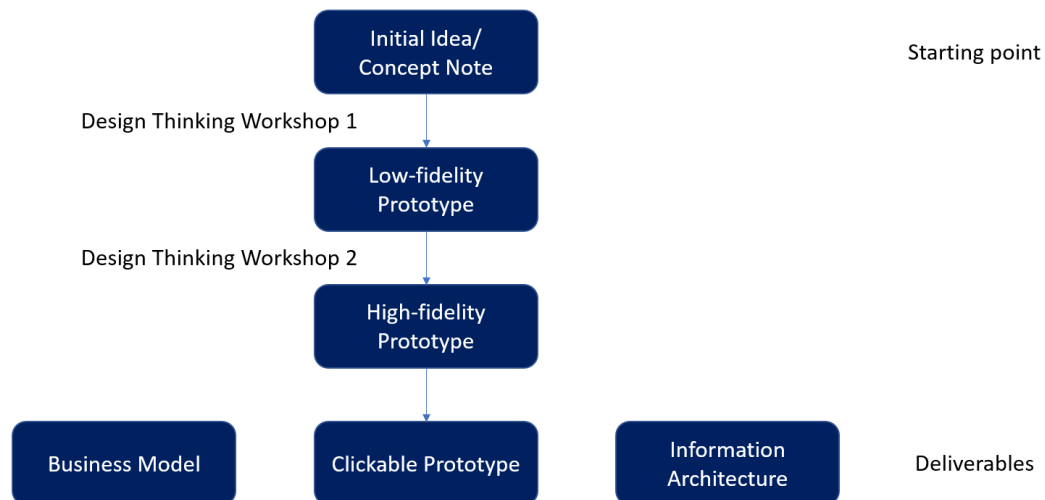 Initial Idea/
Concept Note
Starting point
Design Thinking Workshop 1
Low-fidelity
Prototype
Design Thinking Workshop 2
High-fidelity
Prototype
Business Model
Clickable Prototype
Information
Architecture
Deliverables